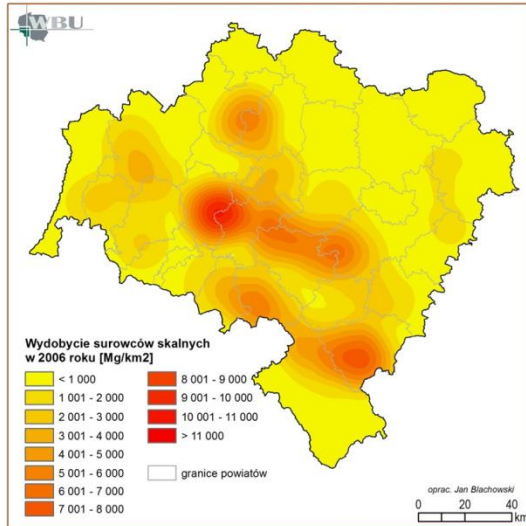 WBU
Wydobycie surowców skalnych
w 2006 roku [Mg/km2]
< 1 000
1 001 - 2 000
2 001 - 3 000
3 001 - 4 000
4 001 - 5 000
5 001 - 6 000
6 001 - 7 000
7 001 - 8 000
8 001 - 9 000
9 001 - 10 000
10 001 - 11 000
> 11 000
granice powiatów
oprac. Jan Blachowski
0 20 40
km